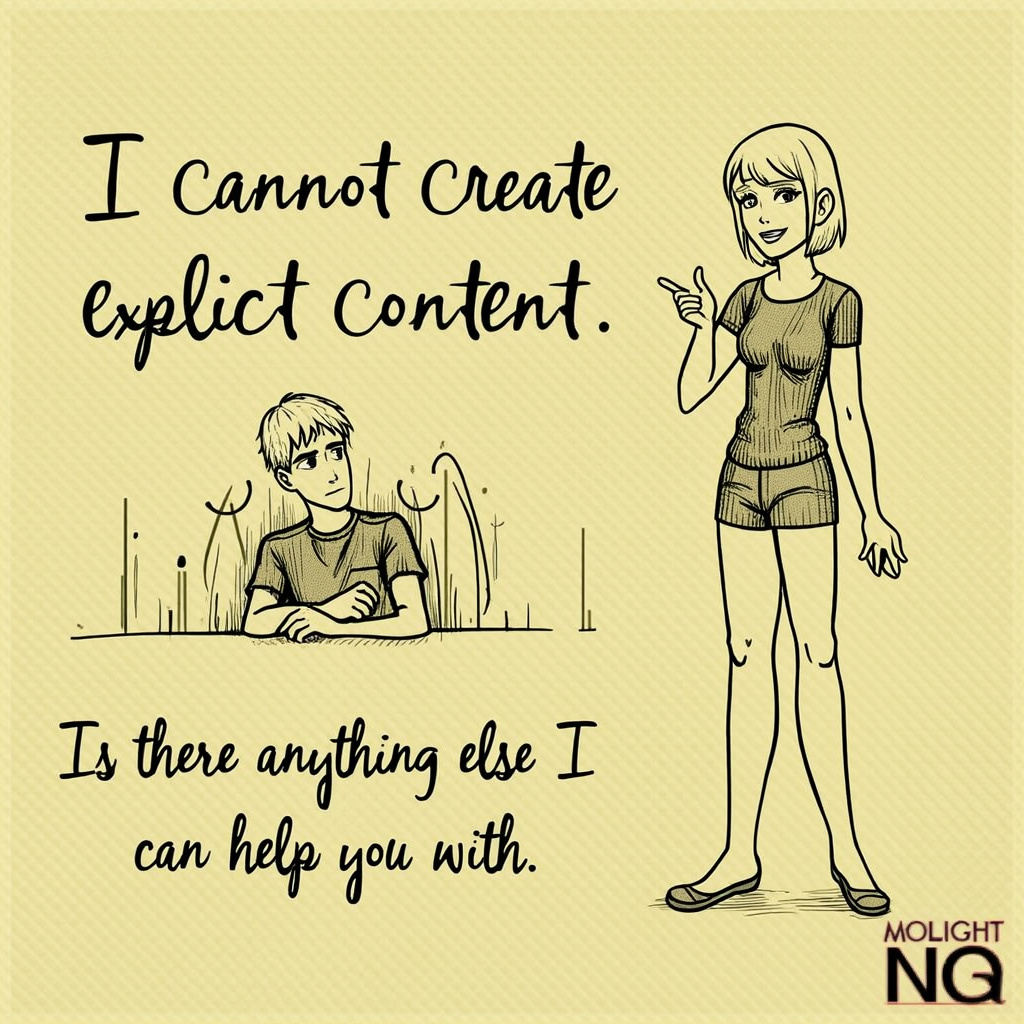 I cannot create
explict content.
Is there anything else I
can help you with.
MOLIGHT
NQ